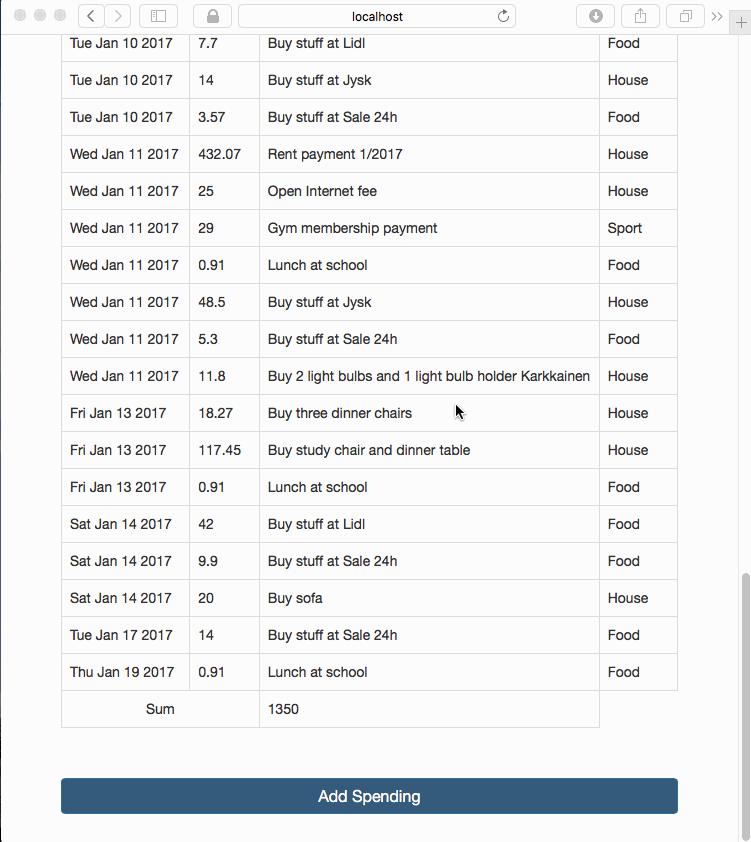 localhost
Tue Jan 10 2017 7.7 Buy stuff at Lidl Food
Tue Jan 10 2017 14 Buy stuff at Jysk House
Tue Jan 10 2017 3.57 Buy stuff at Sale 24h Food
Wed Jan 11 2017 432.07 Rent payment 1/2017 House
Wed Jan 11 2017 25 Open Internet fee House
Wed Jan 11 2017 29 Gym membership payment Sport
Wed Jan 11 2017 0.91 Lunch at school Food
Wed Jan 11 2017 48.5 Buy stuff at Jysk House
Wed Jan 11 2017 5.3 Buy stuff at Sale 24h Food
Wed Jan 11 2017 11.8 Buy 2 light bulbs and 1 light bulb holder Karkkainen House
Fri Jan 13 2017 18.27 Buy three dinner chairs House
Fri Jan 13 2017 117.45 Buy study chair and dinner table House
Fri Jan 13 2017 0.91 Lunch at school Food
Sat Jan 14 2017 42 Buy stuff at Lidl Food
Sat Jan 14 2017 9.9 Buy stuff at Sale 24h Food
Sat Jan 14 2017 20 Buy sofa House
Tue Jan 17 2017 14 Buy stuff at Sale 24h Food
Thu Jan 19 2017 0.91 Lunch at school Food
Sum 1350
Add Spending